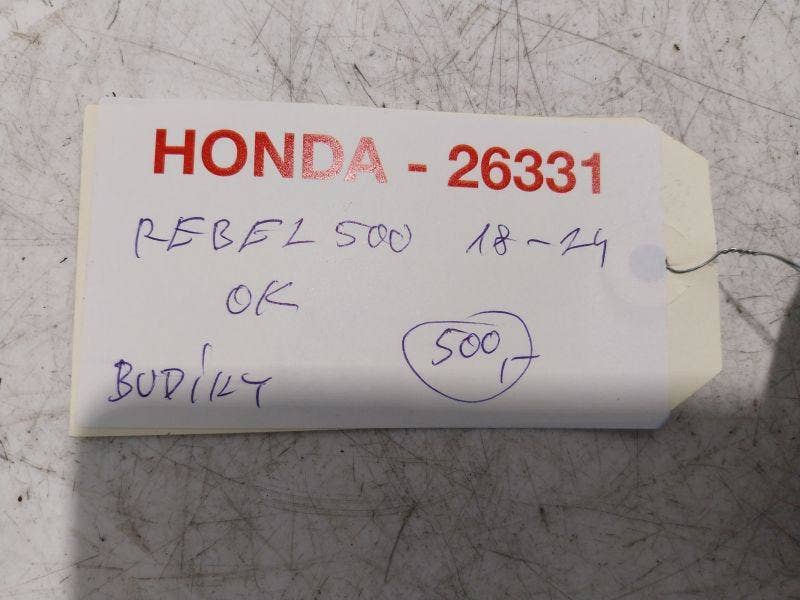 HONDA - 26331
REBEL 500 18-24
OK
500,-
BUDÍKY